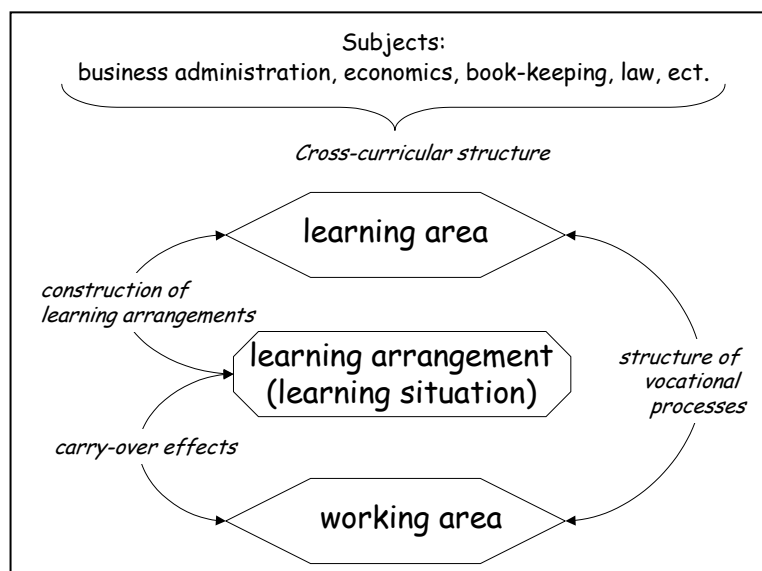 Subjects:
business administration, economics, book-keeping, law, ect.
Cross-curricular structure
learning area
construction of
learning arrangements
learning arrangement
(learning situation)
structure of
vocational
processes
carry-over effects
working area